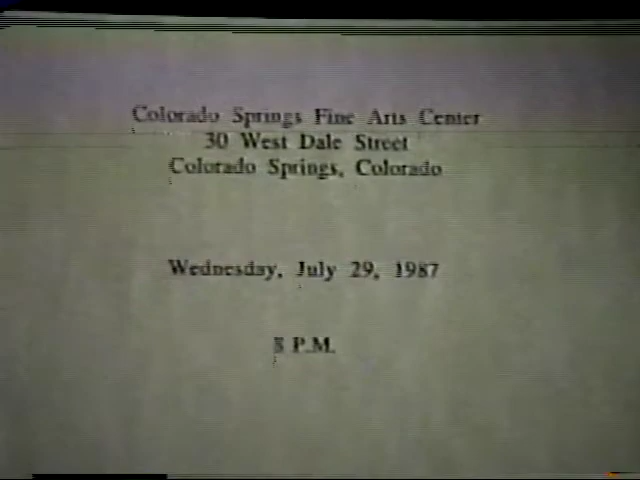 Colorado Springs Fine Arts Center
30 West Dale Street
Colorado Springs, Colorado
Wednesday, July 29, 1987
8 P.M.